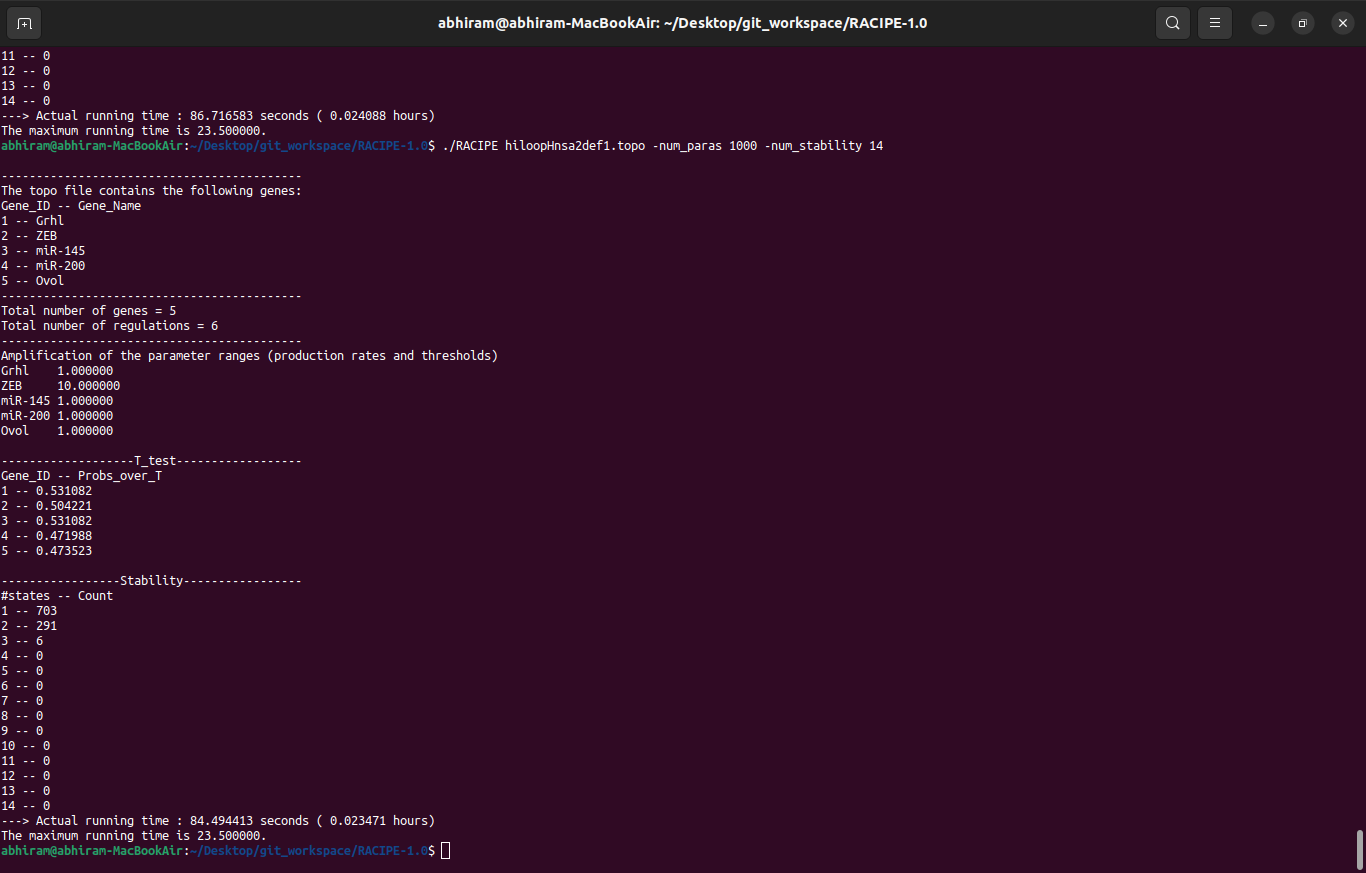 abhiram@abhiram-MacBookAir: ~/Desktop/git_workspace/RACIPE-1.0
11 -- 0
12 -- 0
13 -- 0
14 -- 0
---> Actual running time : 86.716583 seconds ( 0.024088 hours)
The maximum running time is 23.500000.
abhiram@abhiram-MacBookAir:~/Desktop/git_workspace/RACIPE-1.0$ ./RACIPE hiloopHnsa2def1.topo -num_paras 1000 -num_stability 14
-------------------------------------------
The topo file contains the following genes:
Gene_ID -- Gene_Name
1 -- Grhl
2 -- ZEB
3 -- miR-145
4 -- miR-200
5 -- Ovol
-------------------------------------------
Total number of genes = 5
Total number of regulations = 6
-------------------------------------------
Amplification of the parameter ranges (production rates and thresholds)
Grhl    1.000000
ZEB     10.000000
miR-145 1.000000
miR-200 1.000000
Ovol    1.000000
-------------------T_test------------------
Gene_ID -- Probs_over_T
1 -- 0.531082
2 -- 0.504221
3 -- 0.531082
4 -- 0.471988
5 -- 0.473523
-----------------Stability-----------------
#states -- Count
1 -- 703
2 -- 291
3 -- 6
4 -- 0
5 -- 0
6 -- 0
7 -- 0
8 -- 0
9 -- 0
10 -- 0
11 -- 0
12 -- 0
13 -- 0
14 -- 0
---> Actual running time : 84.494413 seconds ( 0.023471 hours)
The maximum running time is 23.500000.
abhiram@abhiram-MacBookAir:~/Desktop/git_workspace/RACIPE-1.0$